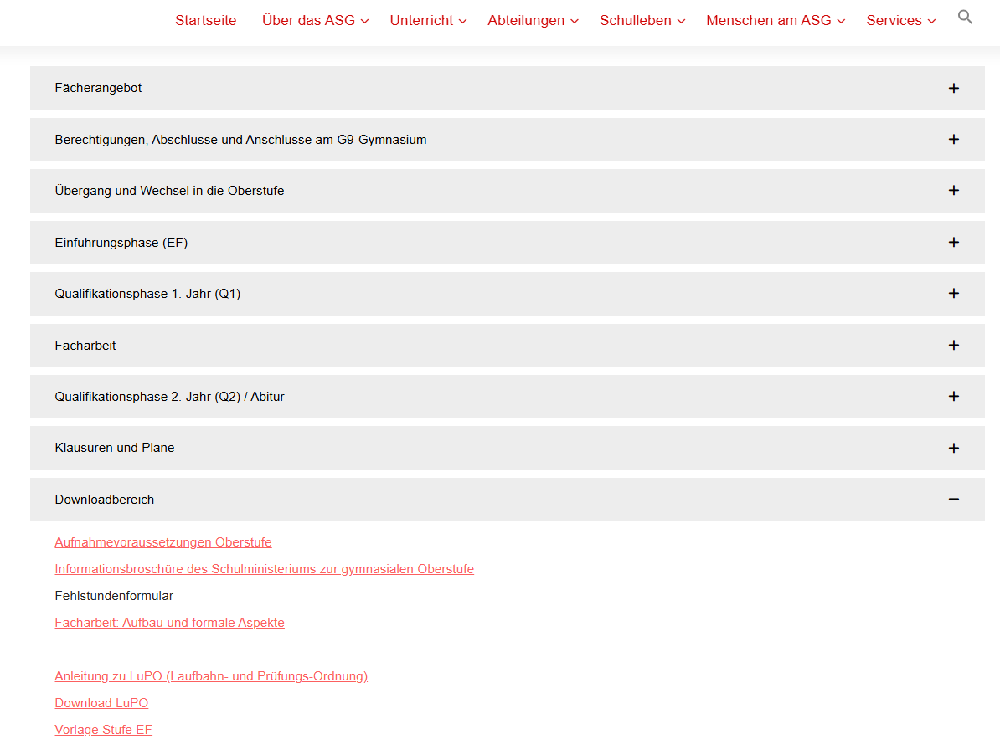 Startseite Über das ASG Unterricht Abteilungen Schulleben Menschen am ASG Services
Fächerangebot
Berechtigungen, Abschlüsse und Anschlüsse am G9-Gymnasium
Übergang und Wechsel in die Oberstufe
Einführungsphase (EF)
Qualifikationsphase 1. Jahr (Q1)
Facharbeit
Qualifikationsphase 2. Jahr (Q2) / Abitur
Klausuren und Pläne
Downloadbereich
Aufnahmevoraussetzungen Oberstufe
Informationsbroschüre des Schulministeriums zur gymnasialen Oberstufe
Fehlstundenformular
Facharbeit: Aufbau und formale Aspekte
Anleitung zu LuPO (Laufbahn- und Prüfungs-Ordnung)
Download LuPO
Vorlage Stufe EF